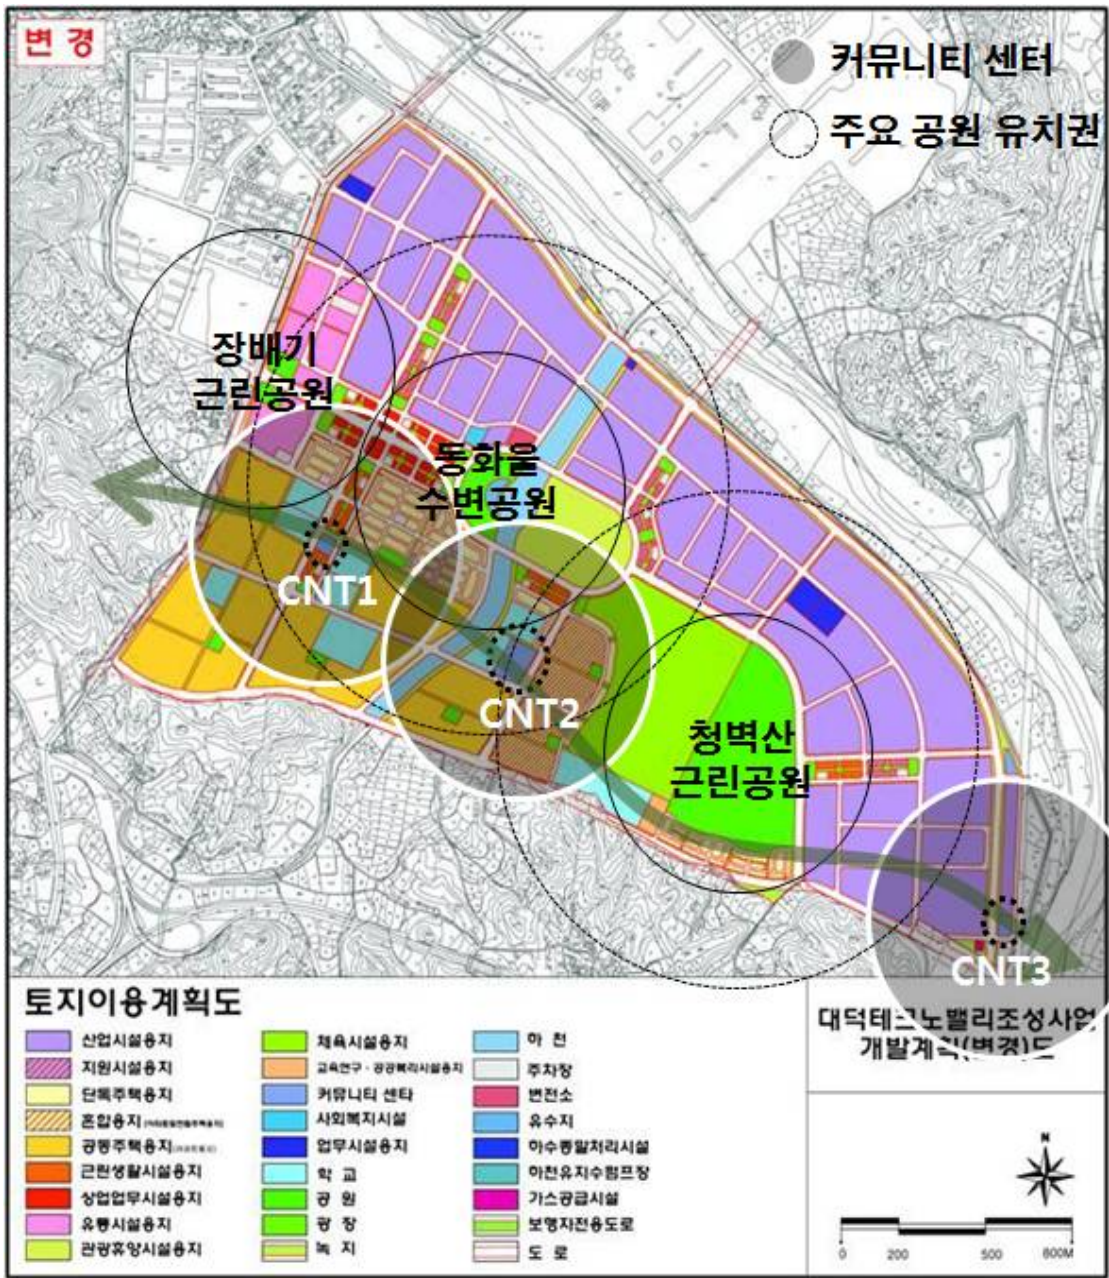 변 경
커뮤니티 센터
주요 공원 유치권
장배기
근린공원
동화울
수변공원
CNT1
CNT2
청벽산
근린공원
CNT3
토지이용계획도
산업시설용지
지원시설용지
단독주택용지
혼합용지
공동주택용지
근린생활시설용지
상업업무시설용지
유통시설용지
관광휴양시설용지
체육시설용지
교육연구·공공복리시설용지
커뮤니티 센타
사회복지시설
업무시설용지
학 교
공 원
광 장
녹 지
하 천
주차장
변전소
유수지
하수종말처리시설
하천유지수펌프장
가스공급시설
보행자전용도로
도 로
대덕테크노밸리조성사업
개발계획(변경)도
N
0 200 500 800M